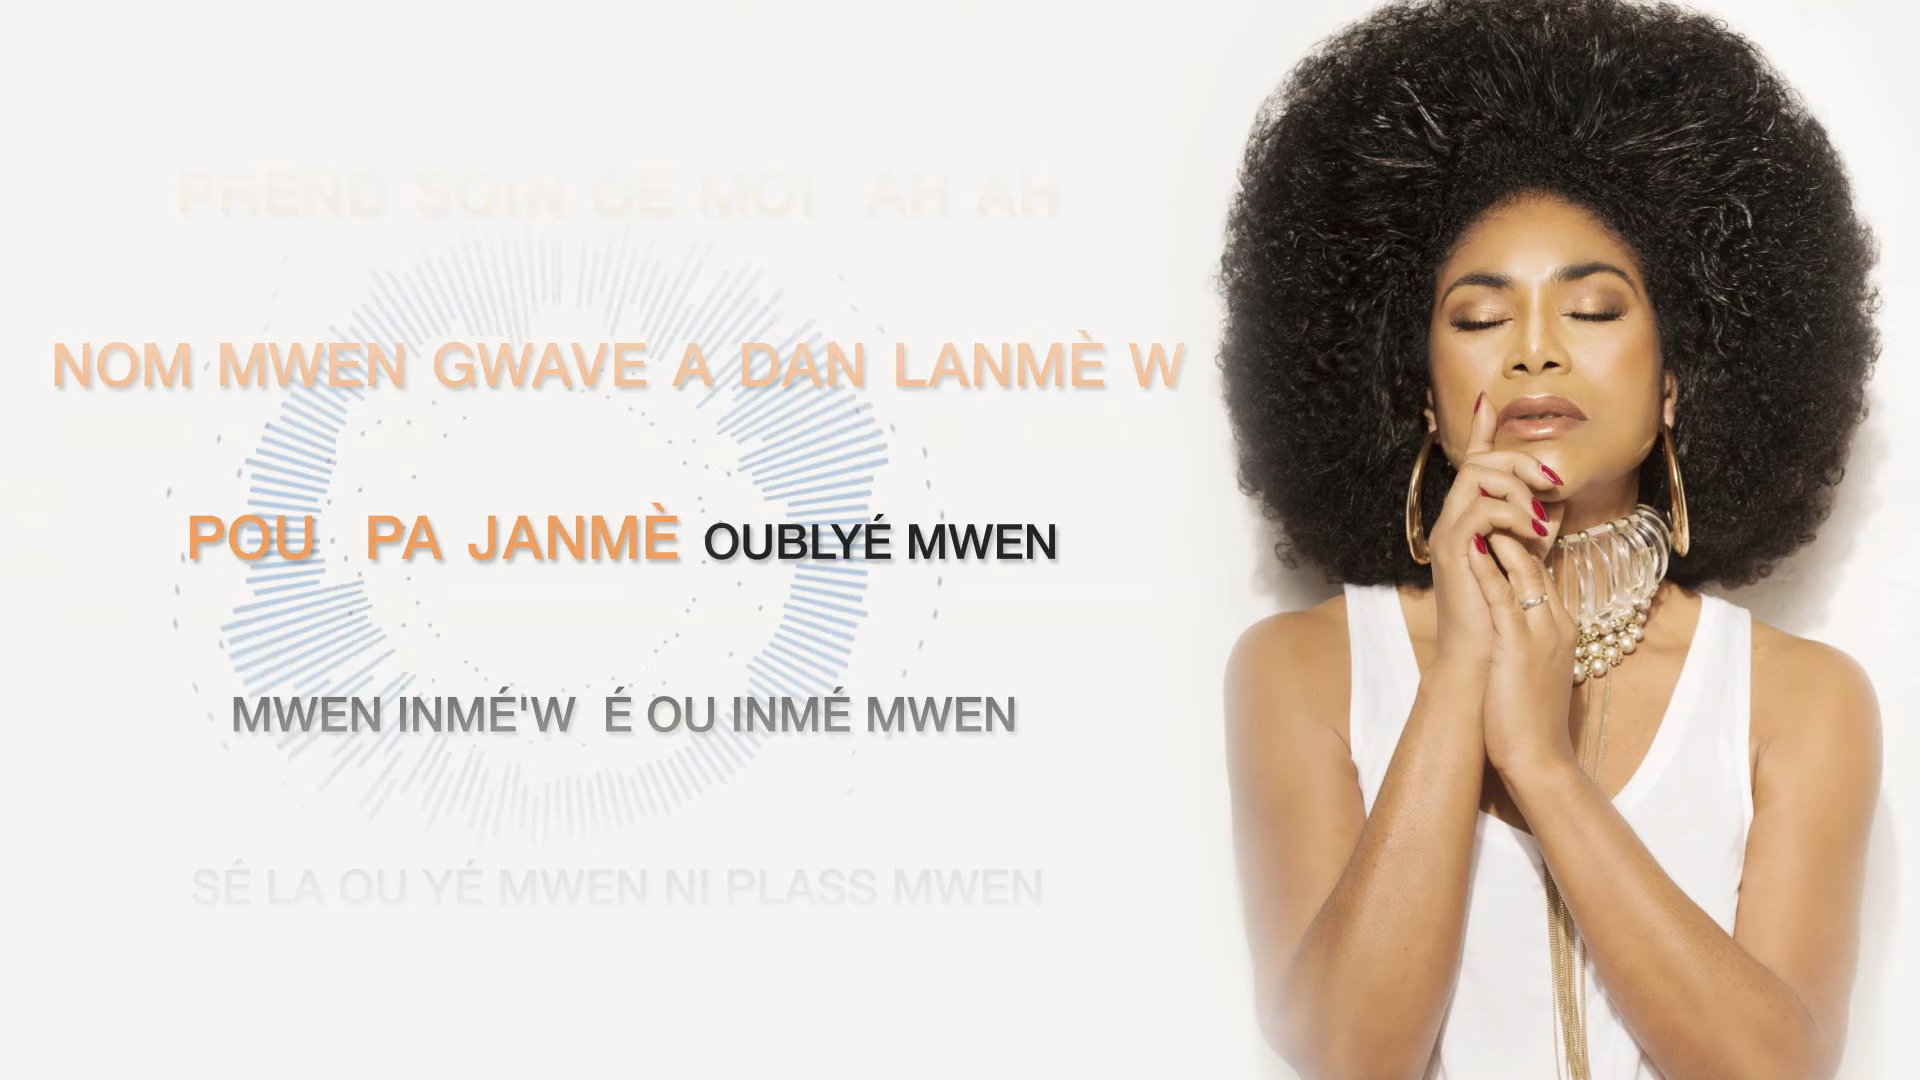 PREND SOIN DE MOI AH AH
NOM MWEN GWAVE A DAN LANMÈ W
POU PA JANMÈ OUBLYÉ MWEN
MWEN INMÉ'W É OU INMÉ MWEN
SÉ LA OU YÉ MWEN NI PLASS MWEN